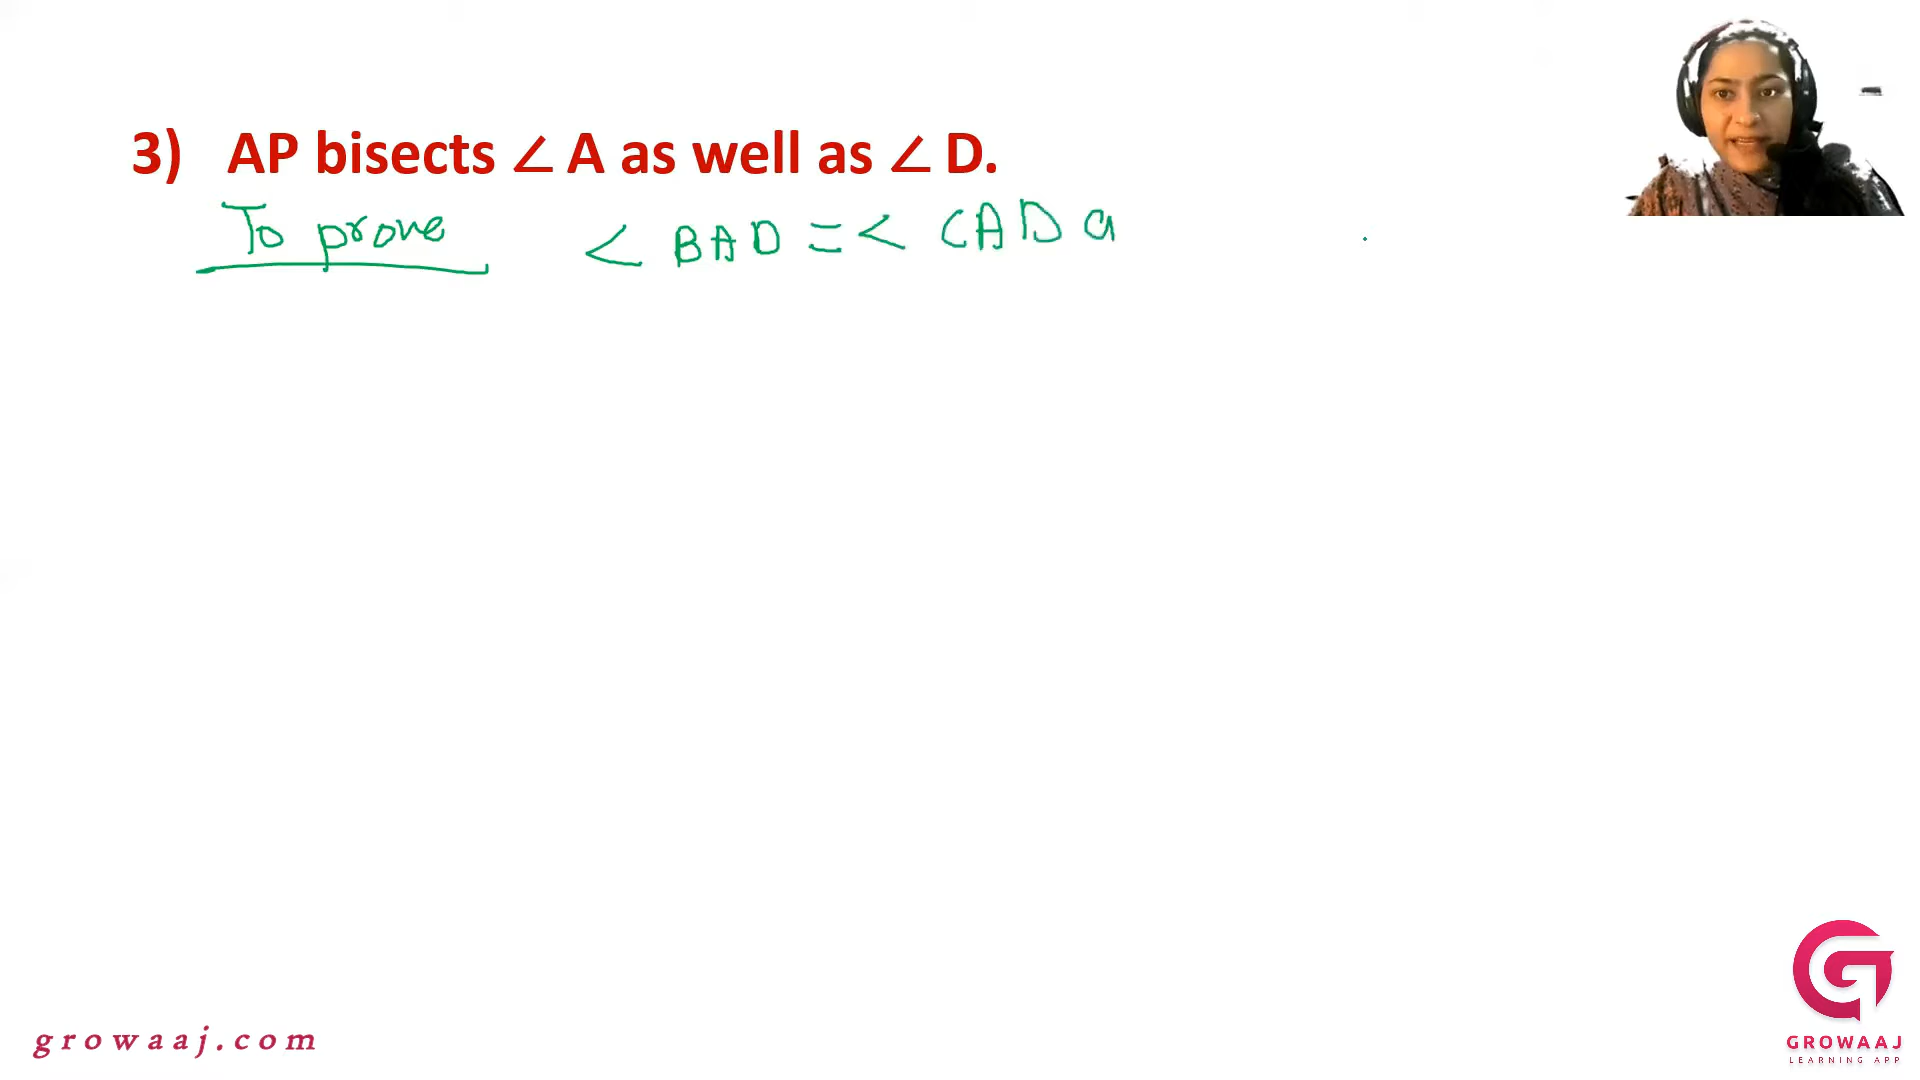 3) AP bisects ∠ A as well as ∠ D.
To prove < BAD = < CAD a
growaaj.com
GROWAAJ
LEARNING APP